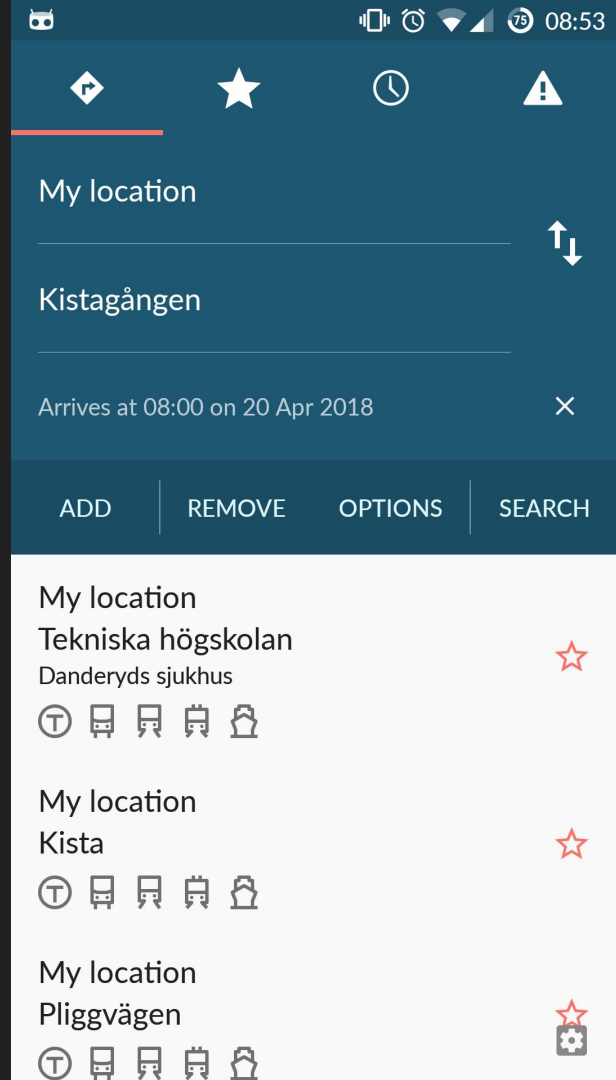 75 08:53
My location
Kistagången
Arrives at 08:00 on 20 Apr 2018
ADD REMOVE OPTIONS SEARCH
My location
Tekniska högskolan
Danderyds sjukhus
T
My location
Kista
T
My location
Pliggvägen
T